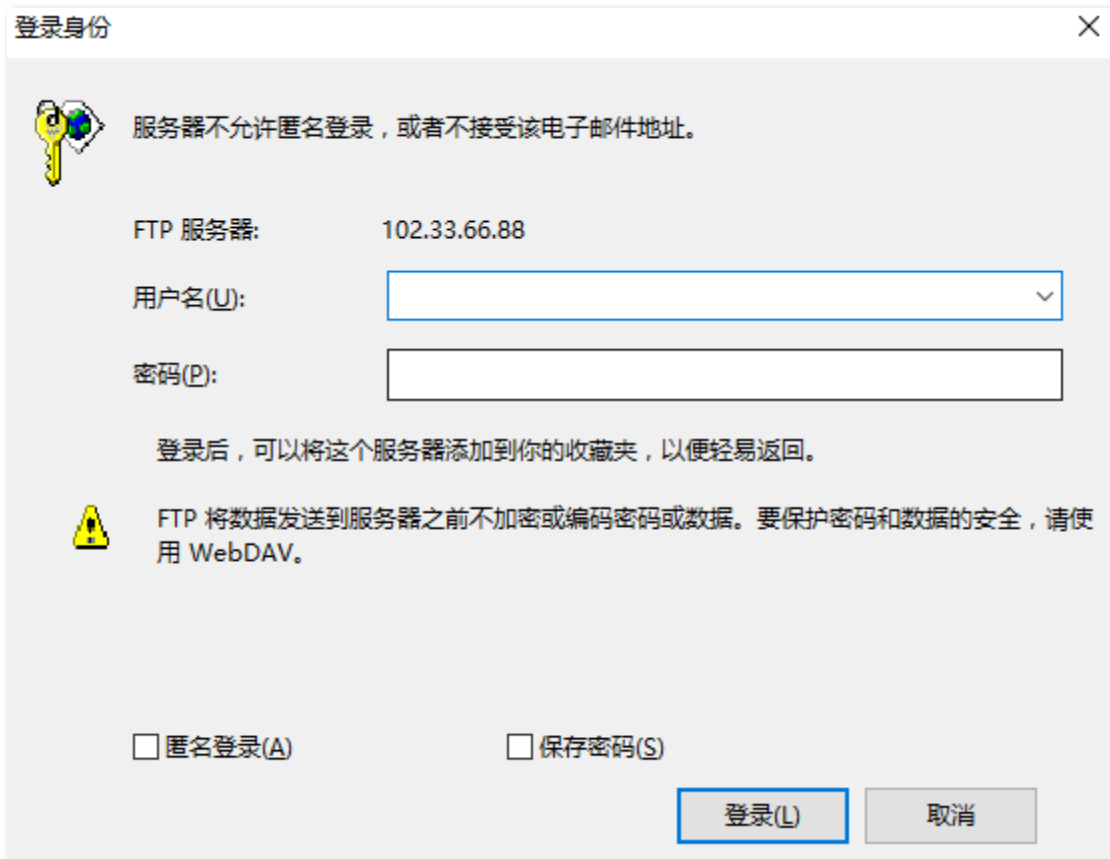 登录身份
服务器不允许匿名登录，或者不接受该电子邮件地址。
FTP 服务器: 102.33.66.88
用户名(U):
密码(P):
登录后，可以将这个服务器添加到你的收藏夹，以便轻易返回。
FTP 将数据发送到服务器之前不加密或编码密码或数据。要保护密码和数据的安全，请使
用 WebDAV。
匿名登录(A) 保存密码(S)
登录(L) 取消